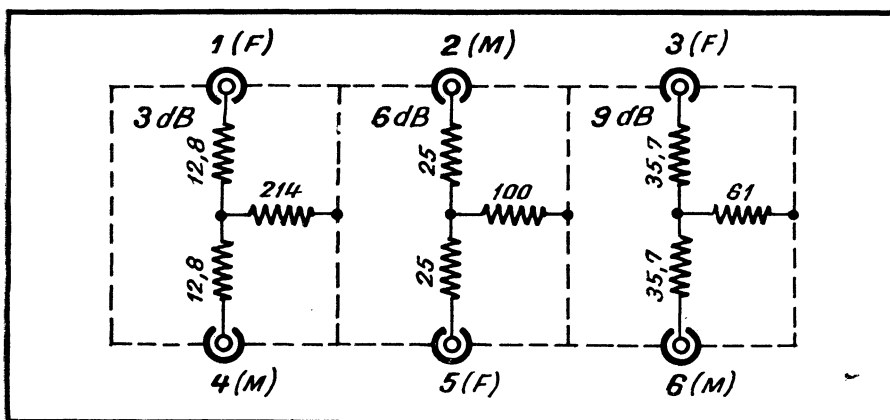 1 (F) 2 (M) 3 (F)
3 dB 6 dB 9 dB
12,8 25 35,7
214 100 61
12,8 25 35,7
4 (M) 5 (F) 6 (M)